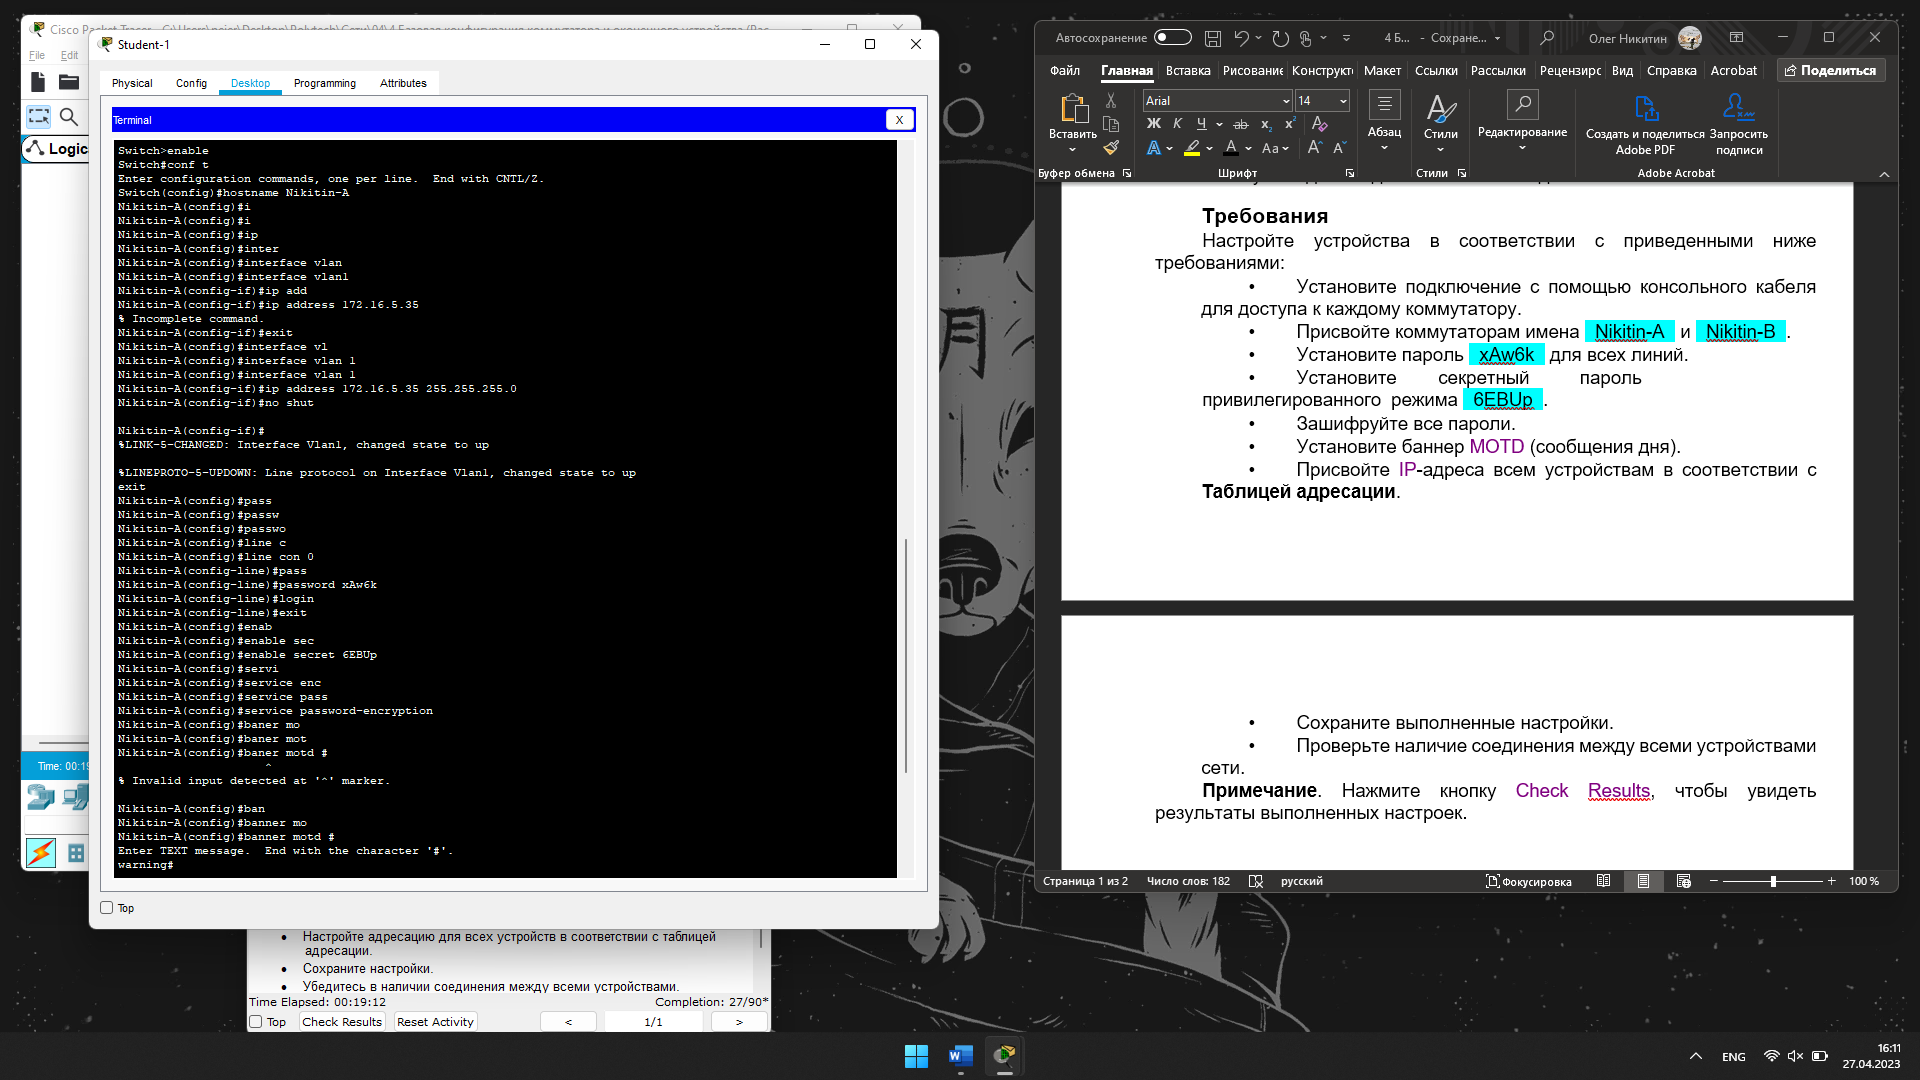 Cisco Packet Tracer - C:\Users\
File Edit
Logic
Time: 00:19
Student-1
Physical Config Desktop Programming Attributes
Terminal
X
Switch>enable
Switch#conf t
Enter configuration commands, one per line.  End with CNTL/Z.
Switch(config)#hostname Nikitin-A
Nikitin-A(config)#i
Nikitin-A(config)#i
Nikitin-A(config)#ip
Nikitin-A(config)#inter
Nikitin-A(config)#interface vlan
Nikitin-A(config)#interface vlan1
Nikitin-A(config-if)#ip add
Nikitin-A(config-if)#ip address 172.16.5.35
% Incomplete command.
Nikitin-A(config-if)#exit
Nikitin-A(config)#interface vl
Nikitin-A(config)#interface vlan 1
Nikitin-A(config)#interface vlan 1
Nikitin-A(config-if)#ip address 172.16.5.35 255.255.255.0
Nikitin-A(config-if)#no shut
Nikitin-A(config-if)#
%LINK-5-CHANGED: Interface Vlan1, changed state to up
%LINEPROTO-5-UPDOWN: Line protocol on Interface Vlan1, changed state to up
exit
Nikitin-A(config)#pass
Nikitin-A(config)#passw
Nikitin-A(config)#passwo
Nikitin-A(config)#line c
Nikitin-A(config)#line con 0
Nikitin-A(config-line)#pass
Nikitin-A(config-line)#password xAw6k
Nikitin-A(config-line)#login
Nikitin-A(config-line)#exit
Nikitin-A(config)#enab
Nikitin-A(config)#enable sec
Nikitin-A(config)#enable secret 6EBUp
Nikitin-A(config)#servi
Nikitin-A(config)#service enc
Nikitin-A(config)#service pass
Nikitin-A(config)#service password-encryption
Nikitin-A(config)#baner mo
Nikitin-A(config)#baner mot
Nikitin-A(config)#baner motd #
^
% Invalid input detected at '^' marker.
Nikitin-A(config)#ban
Nikitin-A(config)#banner mo
Nikitin-A(config)#banner motd #
Enter TEXT message.  End with the character '#'.
warning#
Top
• Настройте адресацию для всех устройств в соответствии с таблицей
адресации.
• Сохраните настройки.
• Убедитесь в наличии соединения между всеми устройствами.
Time Elapsed: 00:19:12 Completion: 27/90*
Top Check Results Reset Activity < 1/1 >
Автосохранение 4 Б... - Сохране... Олег Никитин
Файл Главная Вставка Рисование Конструкт Макет Ссылки Рассылки Рецензирс Вид Справка Acrobat Поделиться
Вставить
Буфер обмена
Arial 14
Ж К Ч ab x₂ x²
A A Aa A A
Шрифт
Абзац
Стили
Стили
Редактирование
Создать и поделиться Adobe PDF
Запросить подписи
Adobe Acrobat
Требования
Настройте устройства в соответствии с приведенными ниже
требованиями:
• Установите подключение с помощью консольного кабеля
для доступа к каждому коммутатору.
• Присвойте коммутаторам имена Nikitin-A и Nikitin-B .
• Установите пароль xAw6k для всех линий.
• Установите секретный пароль
привилегированного режима 6EBUp .
• Зашифруйте все пароли.
• Установите баннер MOTD (сообщения дня).
• Присвойте IP-адреса всем устройствам в соответствии с
Таблицей адресации.
• Сохраните выполненные настройки.
• Проверьте наличие соединения между всеми устройствами
сети.
Примечание. Нажмите кнопку Check Results, чтобы увидеть
результаты выполненных настроек.
Страница 1 из 2 Число слов: 182 русский Фокусировка 100 %
月
ENG
16:11
27.04.2023